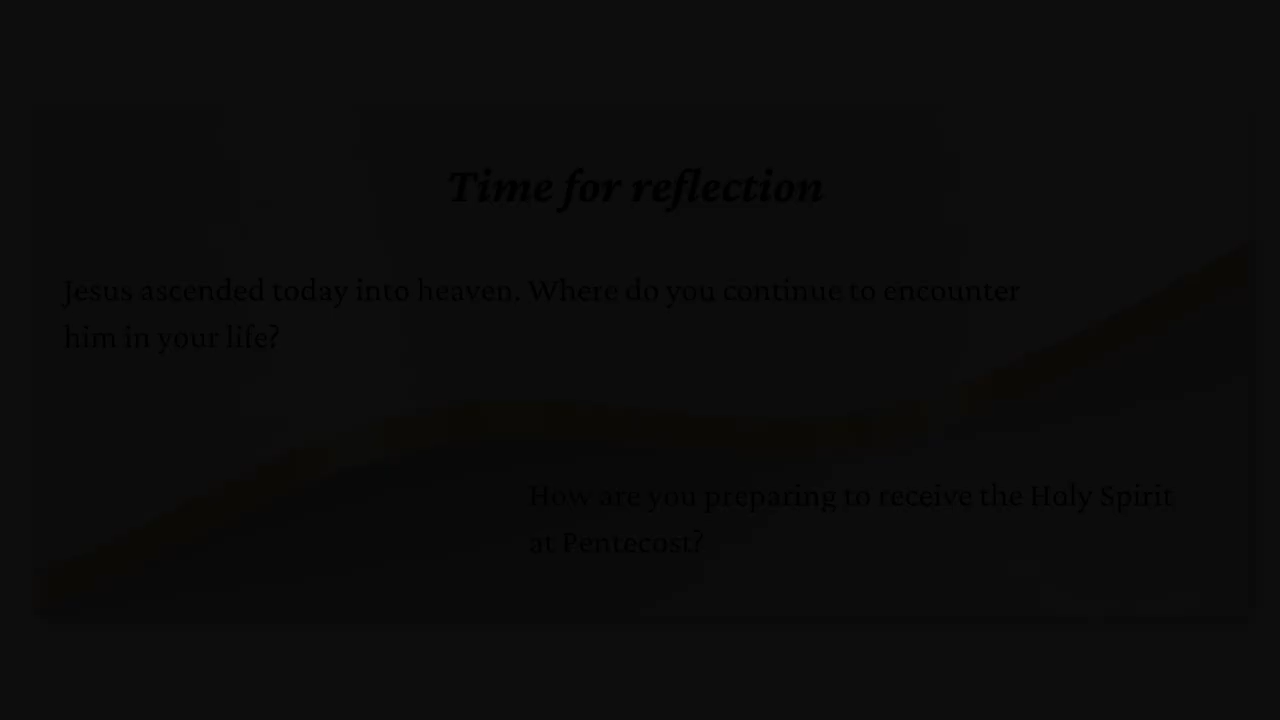 Time for reflection
Jesus ascended today into heaven. Where do you continue to encounter
him in your life?
How are you preparing to receive the Holy Spirit
at Pentecost?